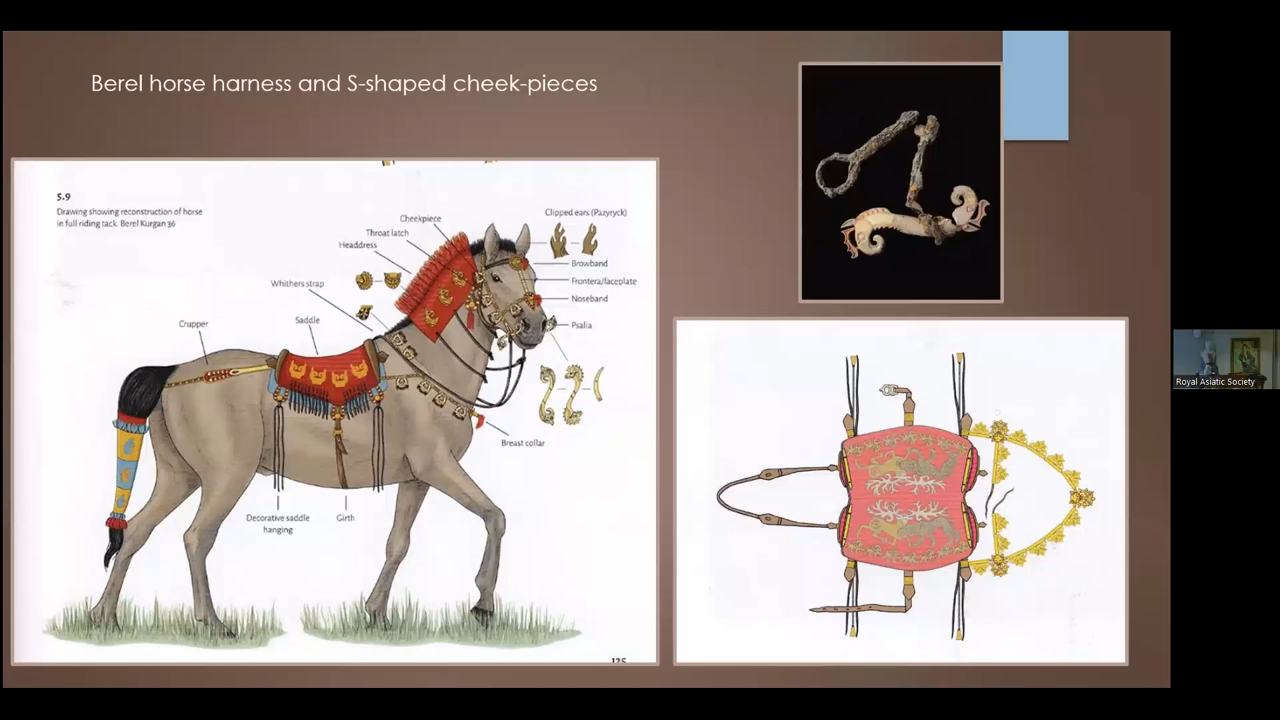 Berel horse harness and S-shaped cheek-pieces
5.9
Drawing showing reconstruction of horse
in full riding tack. Berel Kurgan 36
Cheekpiece
Throat latch
Headdress
Whithers strap
Saddle
Crupper
Clipped ears (Pazyryck)
Browband
Frontera/faceplate
Noseband
Psalia
Breast collar
Decorative saddle
hanging
Girth
125
Royal Asiatic Society